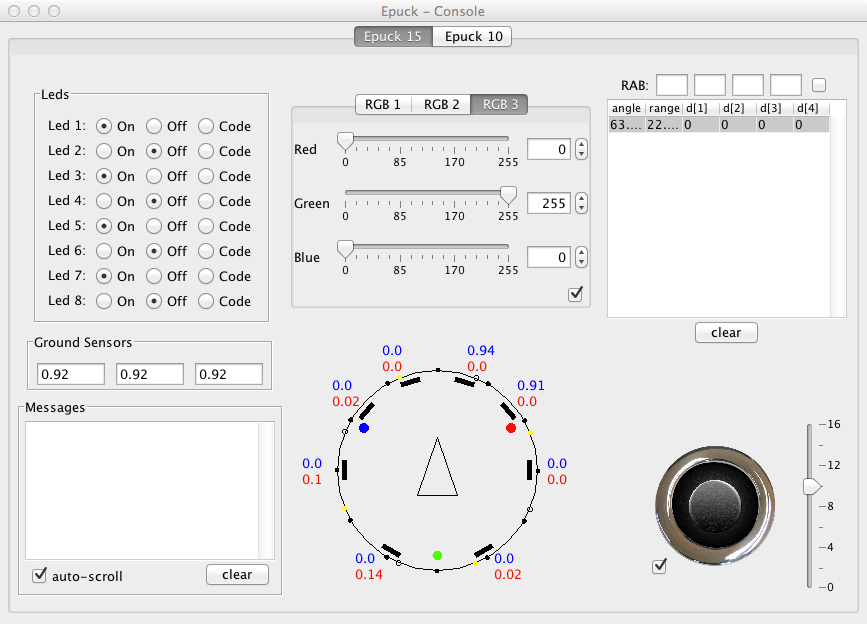 Epuck – Console
Epuck 15 Epuck 10
Leds
Led 1: On Off Code
Led 2: On Off Code
Led 3: On Off Code
Led 4: On Off Code
Led 5: On Off Code
Led 6: On Off Code
Led 7: On Off Code
Led 8: On Off Code
RGB 1 RGB 2 RGB 3
Red 0
0 85 170 255
Green 255
0 85 170 255
Blue 0
0 85 170 255
RAB:
angle range d[1] d[2] d[3] d[4]
63.... 22.... 0 0 0 0
clear
Ground Sensors
0.92 0.92 0.92
Messages
auto-scroll clear
0.0 0.94
0.0 0.0
0.0 0.91
0.02 0.0
0.0 0.0
0.1 0.0
0.0 0.0
0.14 0.02
16
12
8
4
0